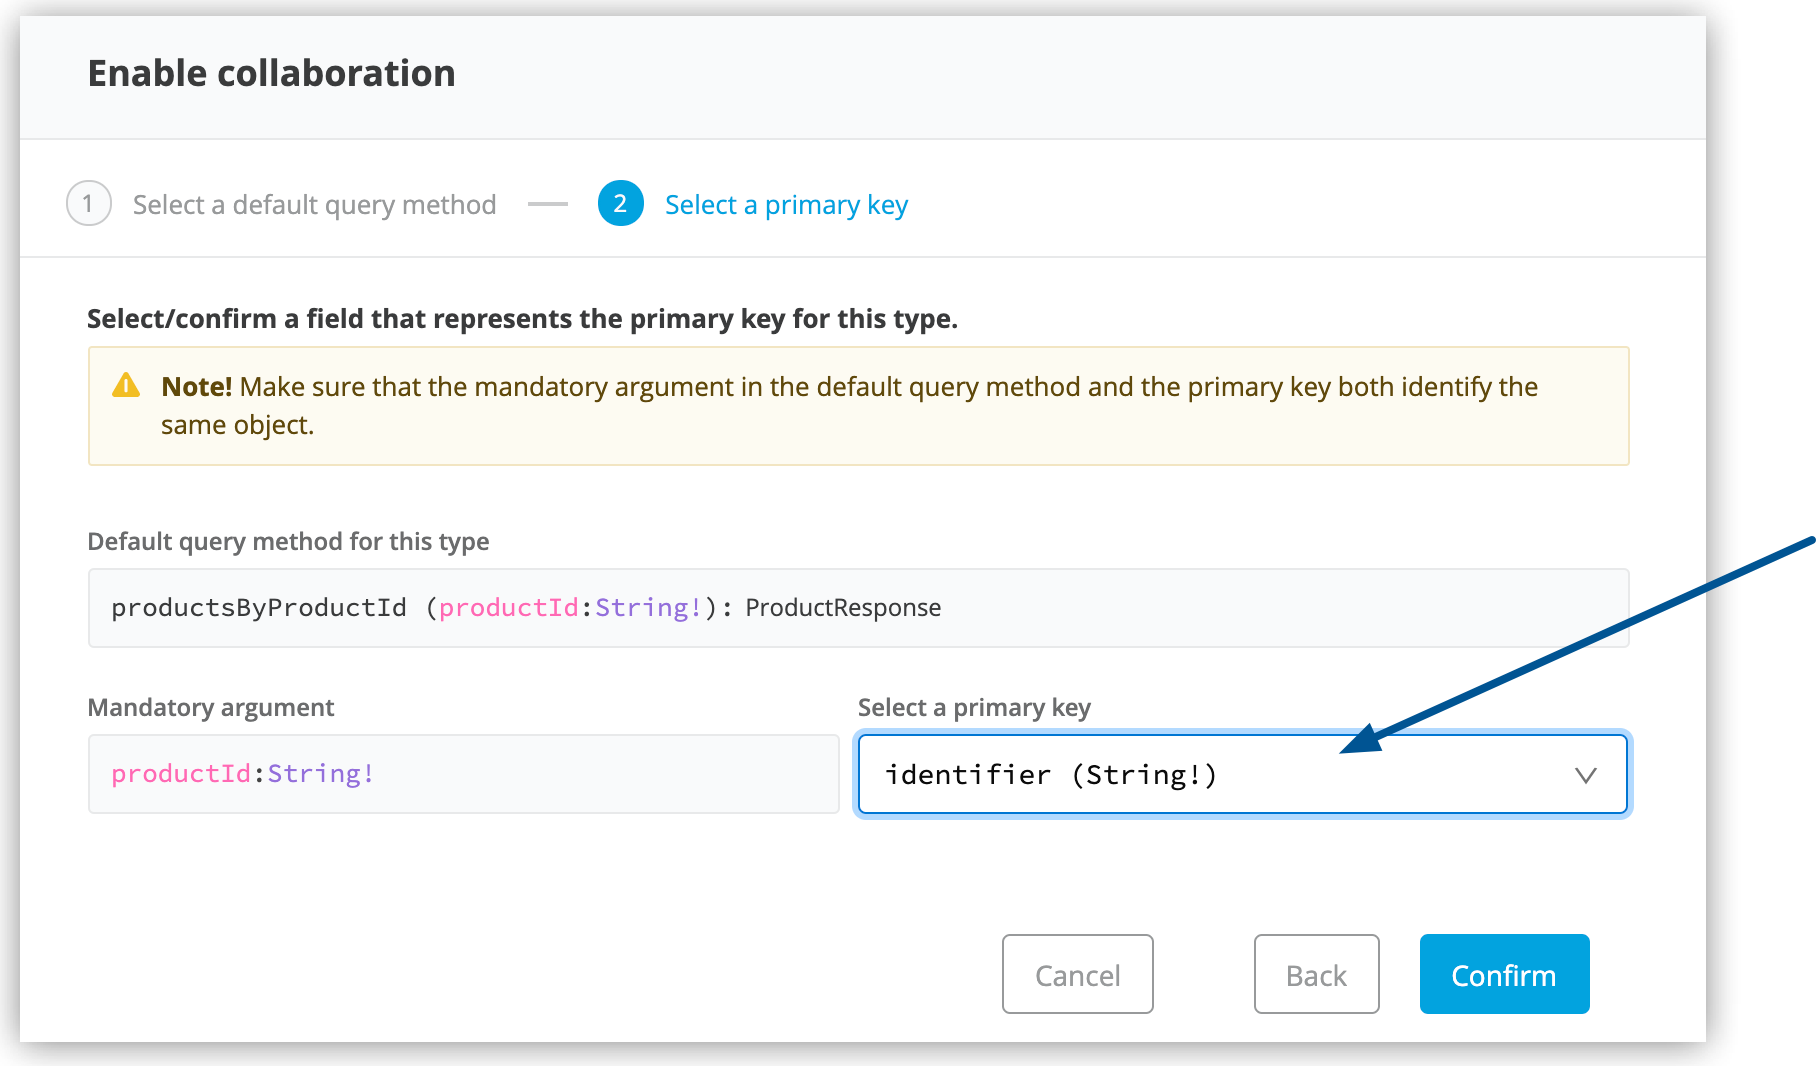 Enable collaboration
1 Select a default query method 2 Select a primary key
Select/confirm a field that represents the primary key for this type.
Note! Make sure that the mandatory argument in the default query method and the primary key both identify the
same object.
Default query method for this type
productsByProductId (productId:String!): ProductResponse
Mandatory argument
productId:String!
Select a primary key
identifier (String!)
Cancel
Back
Confirm